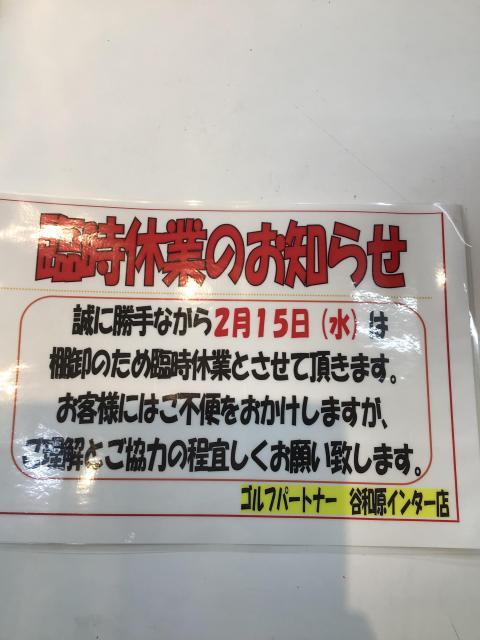 臨時休業のお知らせ
誠に勝手ながら2月15日（水）は
棚卸のため臨時休業とさせて頂きます。
お客様にはご不便をおかけしますが、
ご理解とご協力の程宜しくお願い致します。
ゴルフパートナー 谷和原インター店